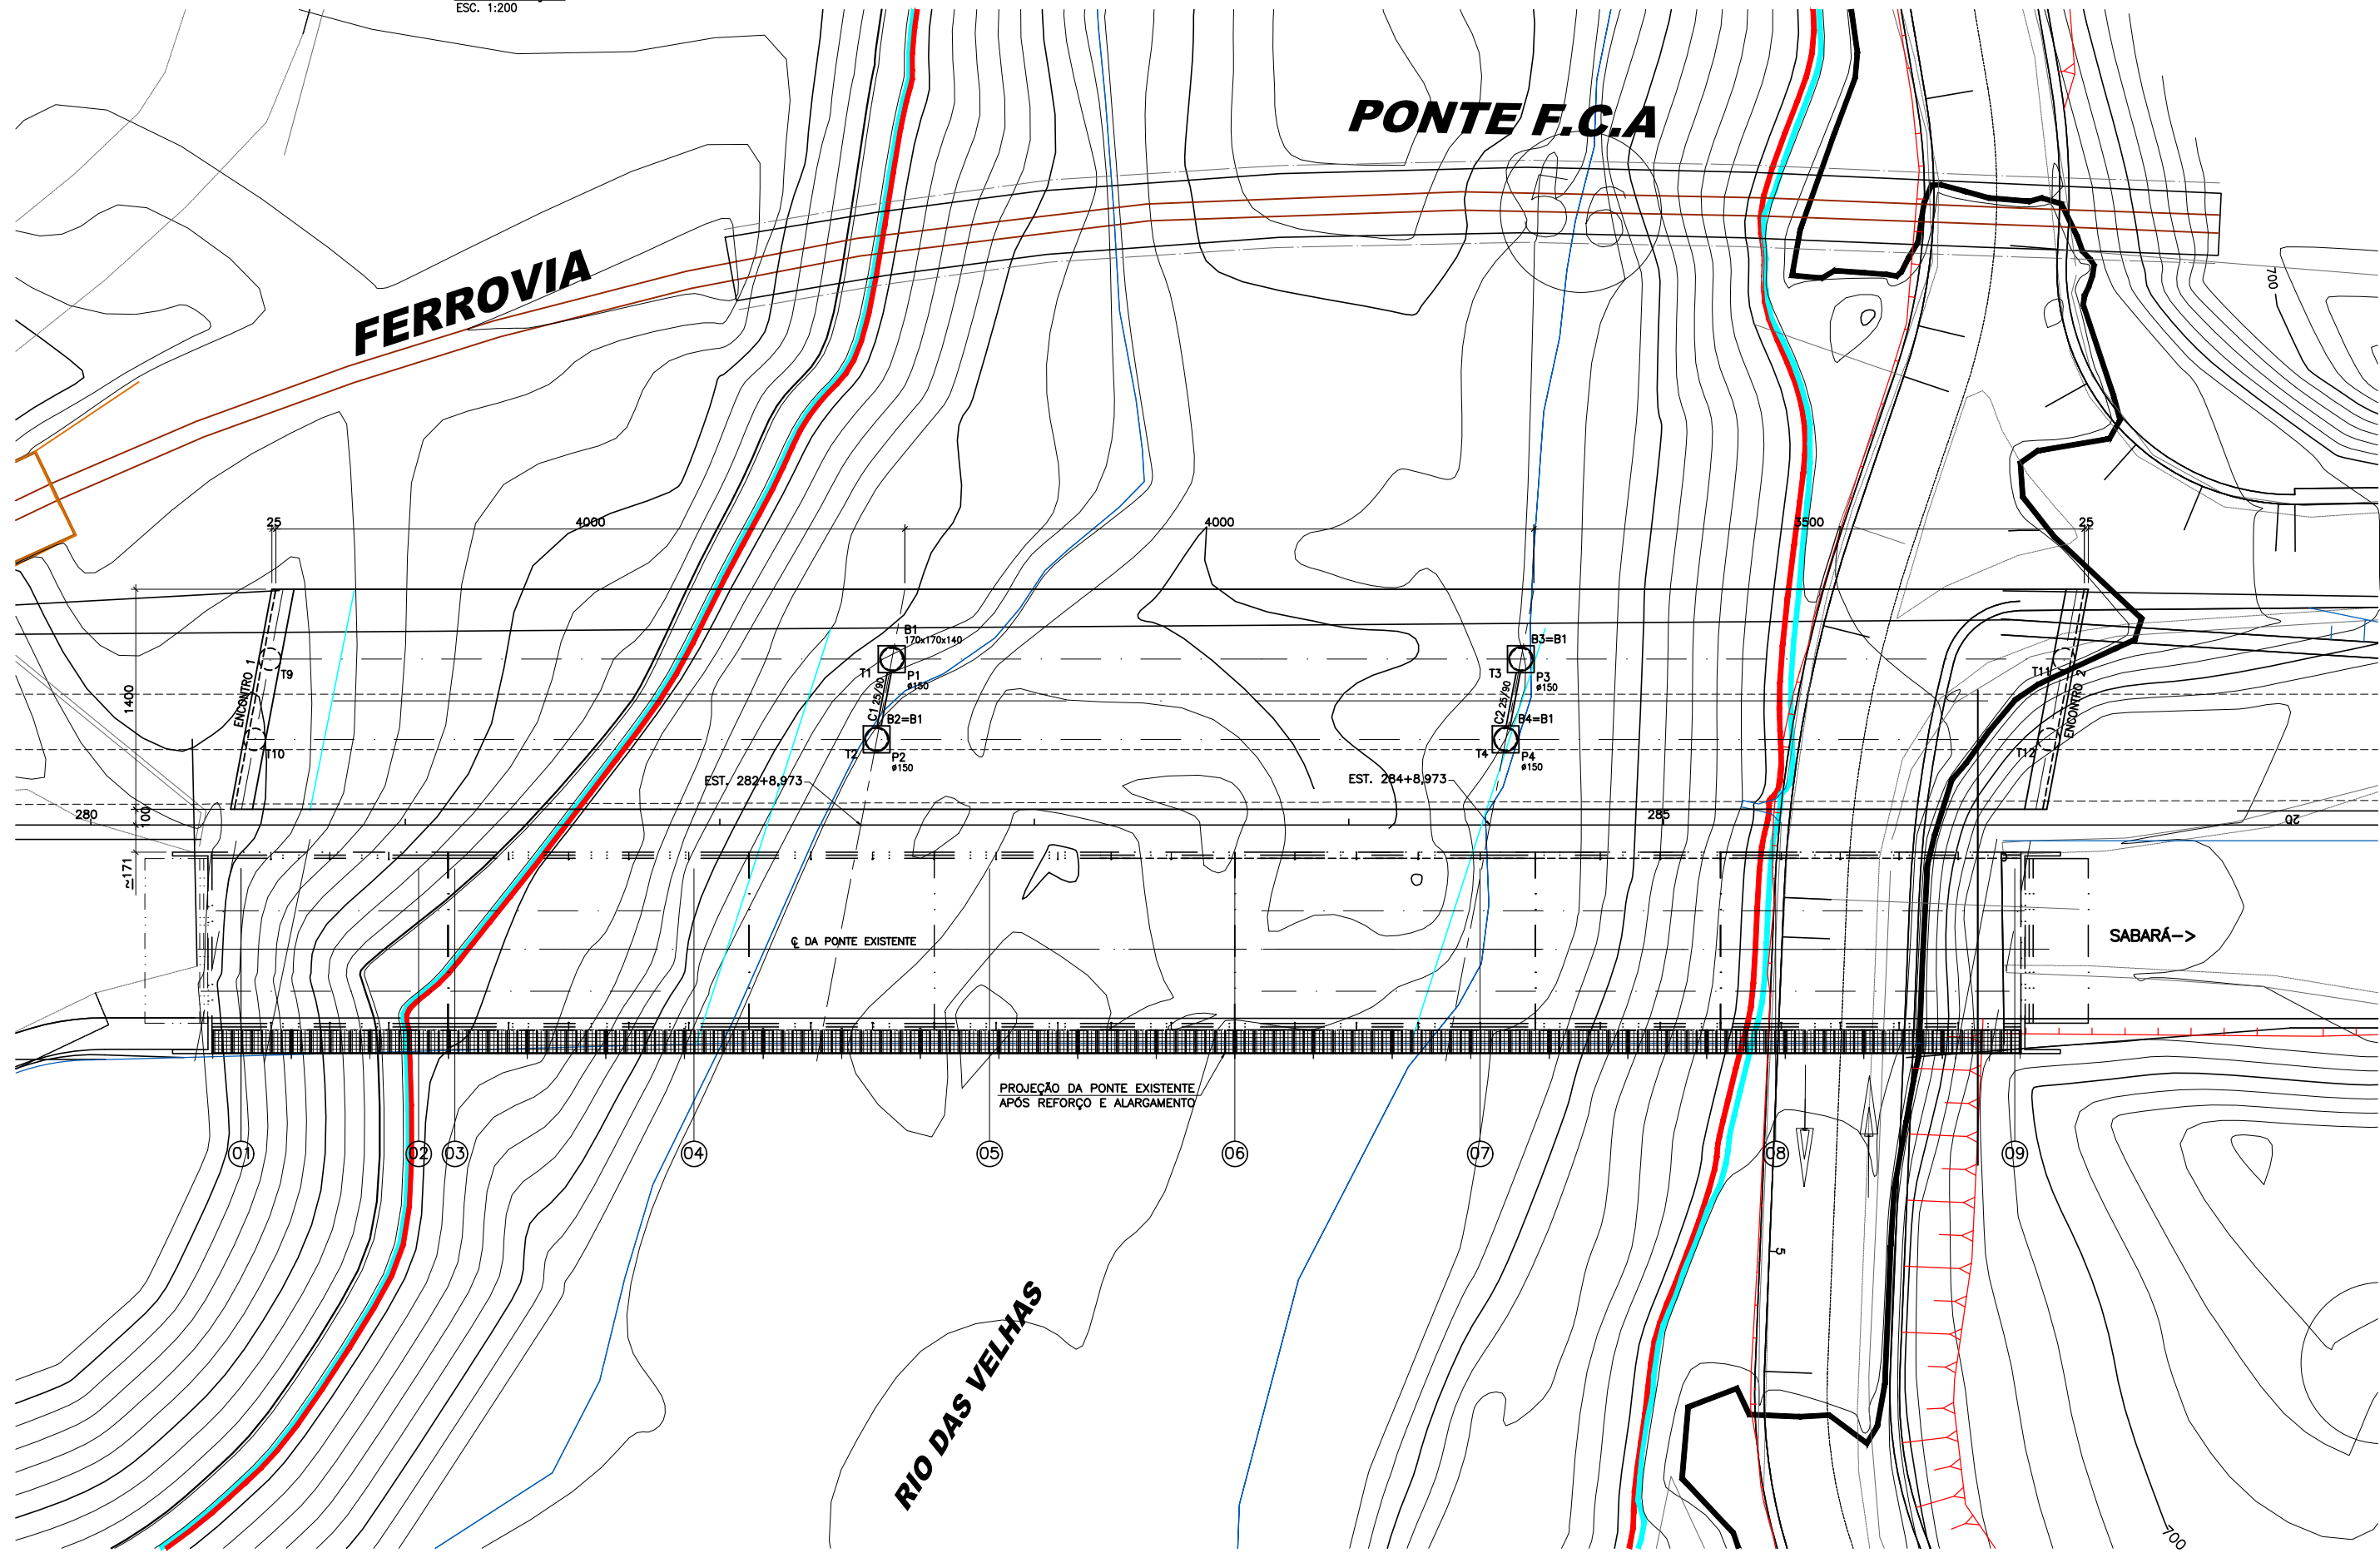 ESC. 1:200
PONTE F.C.A
FERROVIA
700
25
4000
4000
3500
25
B1
170x170x140
B3=B1
T1
P1
ø150
T3
P3
ø150
T9
T11
ENCONTRO 1
C1 25/90
C2 25/90
ENCONTRO 2
1400
B2=B1
B4=B1
T10
T2
P2
ø150
T4
P4
ø150
T12
EST. 282+8,973
EST. 284+8,973
280
100
285
20
~171
℄ DA PONTE EXISTENTE
SABARÁ->
PROJEÇÃO DA PONTE EXISTENTE
APÓS REFORÇO E ALARGAMENTO
01
02
03
04
05
06
07
08
09
5
RIO DAS VELHAS
700